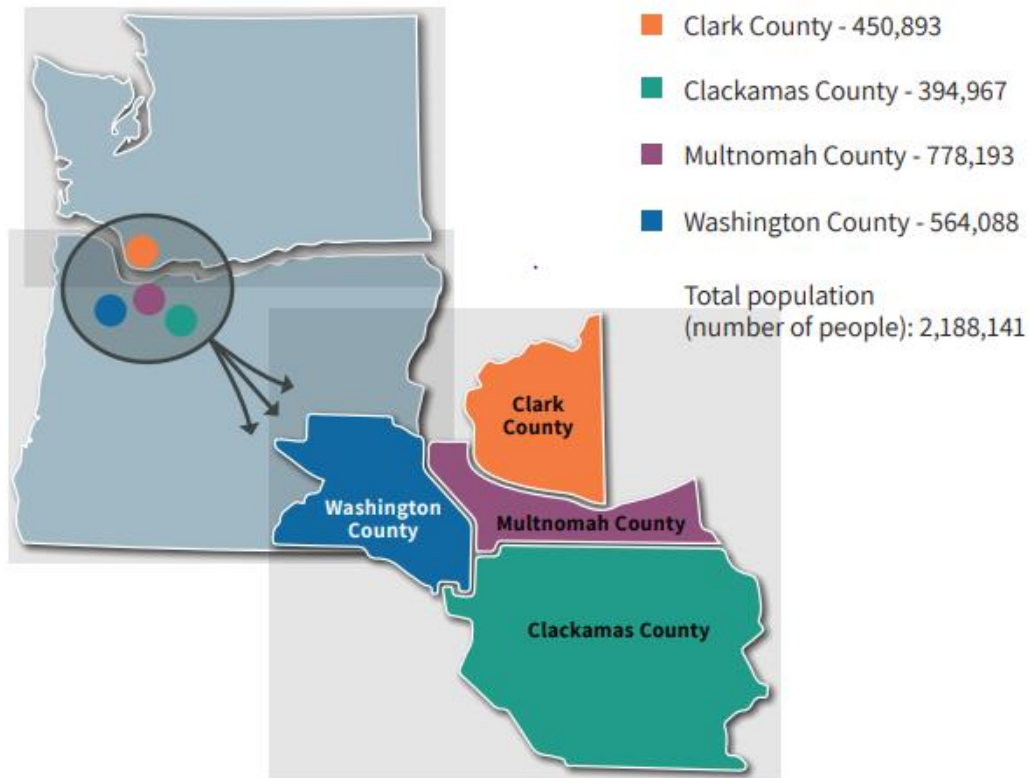 Clark County - 450,893
Clackamas County - 394,967
Multnomah County - 778,193
Washington County - 564,088
Total population
(number of people): 2,188,141
Clark
County
Washington
County
Multnomah County
Clackamas County